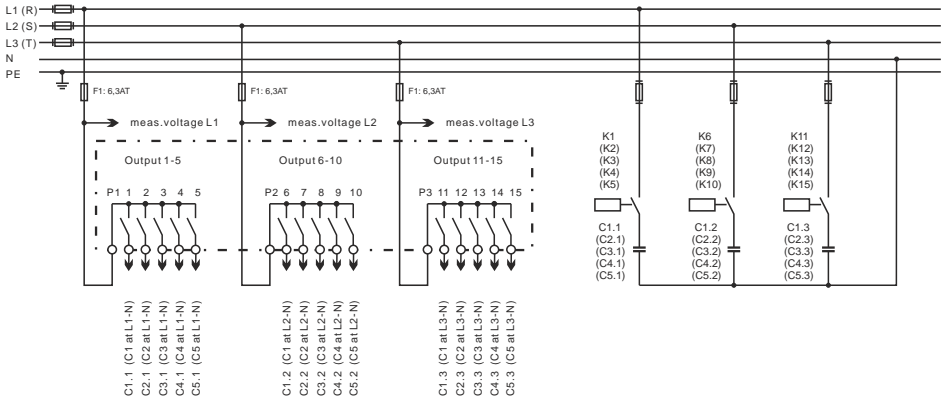 L1 (R)
L2 (S)
L3 (T)
N
PE
F1: 6,3AT
F1: 6,3AT
F1: 6,3AT
meas.voltage L1
meas.voltage L2
meas.voltage L3
Output 1-5
Output 6-10
Output 11-15
P1 1 2 3 4 5
P2 6 7 8 9 10
P3 11 12 13 14 15
C1.1 (C1 at L1-N)
C2.1 (C2 at L1-N)
C3.1 (C3 at L1-N)
C4.1 (C4 at L1-N)
C5.1 (C5 at L1-N)
C1.2 (C1 at L2-N)
C2.2 (C2 at L2-N)
C3.2 (C3 at L2-N)
C4.2 (C4 at L2-N)
C5.2 (C5 at L2-N)
C1.3 (C1 at L3-N)
C2.3 (C2 at L3-N)
C3.3 (C3 at L3-N)
C4.3 (C4 at L3-N)
C5.3 (C5 at L3-N)
K1
(K2)
(K3)
(K4)
(K5)
K6
(K7)
(K8)
(K9)
(K10)
K11
(K12)
(K13)
(K14)
(K15)
C1.1
(C2.1)
(C3.1)
(C4.1)
(C5.1)
C1.2
(C2.2)
(C3.2)
(C4.2)
(C5.2)
C1.3
(C2.3)
(C3.3)
(C4.3)
(C5.3)